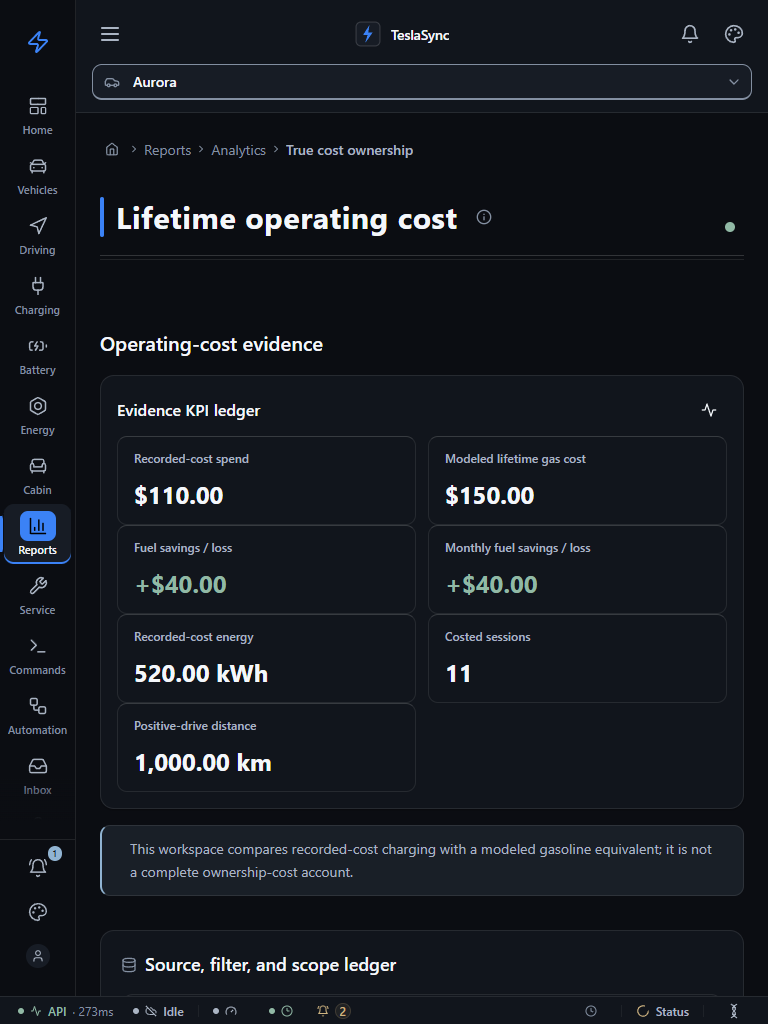 TeslaSync
Aurora
Home
Vehicles
Driving
Charging
Battery
Energy
Cabin
Reports
Service
Commands
Automation
Inbox
1
Reports > Analytics > True cost ownership
Lifetime operating cost
Operating-cost evidence
Evidence KPI ledger
Recorded-cost spend
$110.00
Modeled lifetime gas cost
$150.00
Fuel savings / loss
+$40.00
Monthly fuel savings / loss
+$40.00
Recorded-cost energy
520.00 kWh
Costed sessions
11
Positive-drive distance
1,000.00 km
This workspace compares recorded-cost charging with a modeled gasoline equivalent; it is not
a complete ownership-cost account.
Source, filter, and scope ledger
API · 273ms
Idle
2
Status